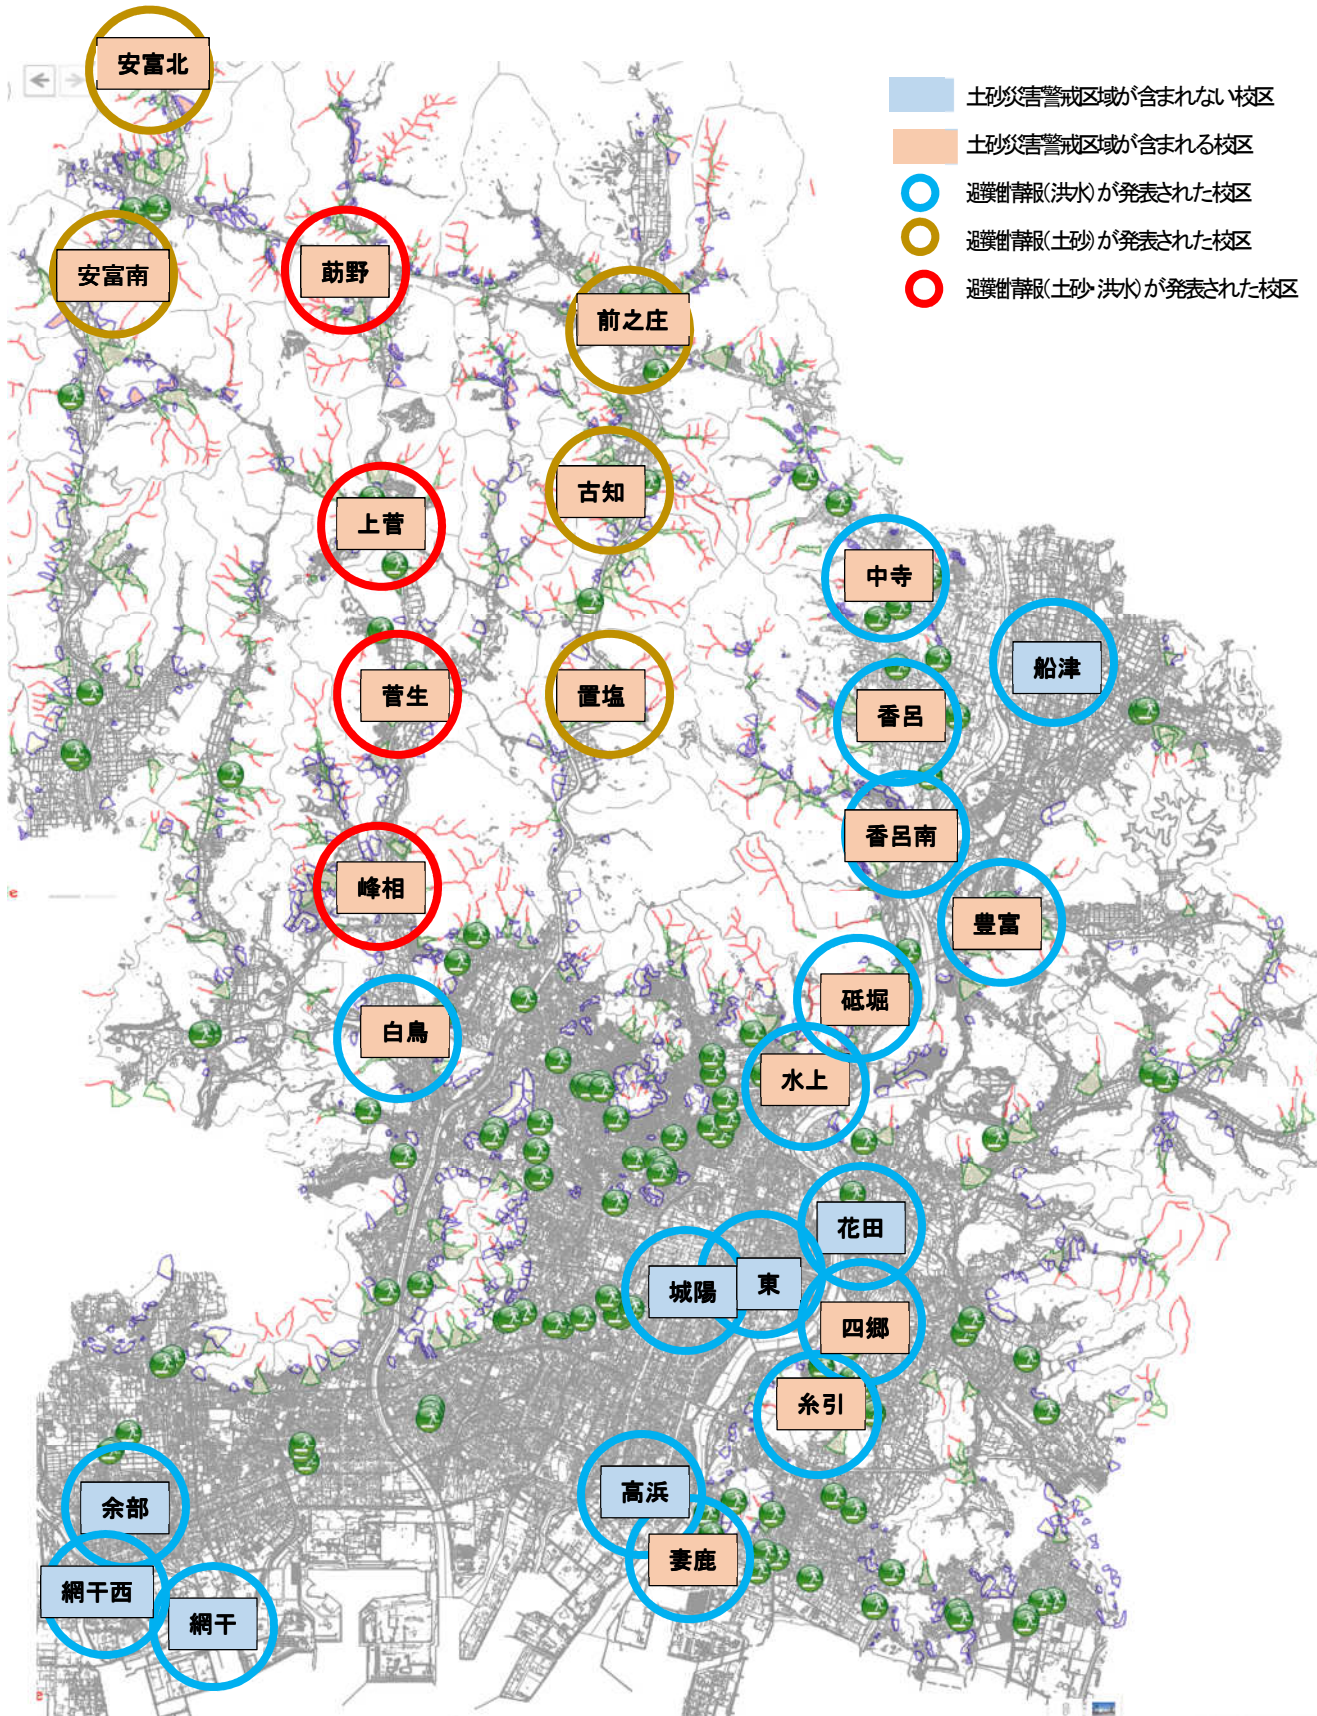 安富北
土砂災害警戒区域が含まれない校区
土砂災害警戒区域が含まれる校区
避難情報(洪水)が発表された校区
避難情報(土砂)が発表された校区
避難情報(土砂・洪水)が発表された校区
安富南
莇野
前之庄
古知
上菅
中寺
船津
菅生
置塩
香呂
香呂南
峰相
豊富
砥堀
白鳥
水上
花田
城陽
東
四郷
糸引
高浜
余部
妻鹿
網干西
網干